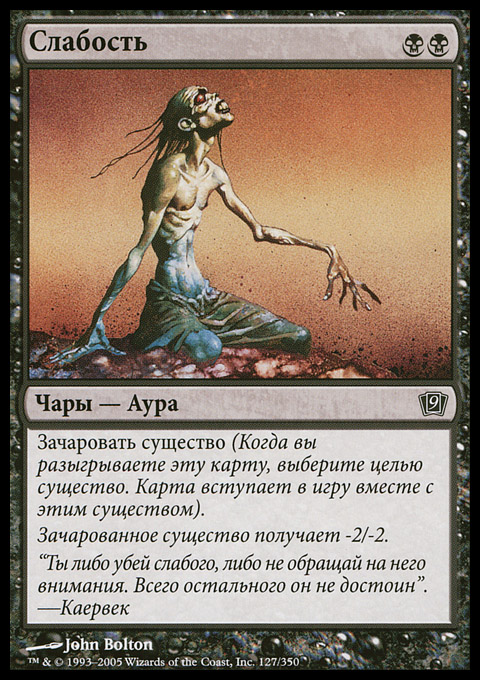 Слабость
Чары — Аура
9
Зачаровать существо (Когда вы
разыгрываете эту карту, выберите целью
существо. Карта вступает в игру вместе с
этим существом).
Зачарованное существо получает -2/-2.
“Ты либо убей слабого, либо не обращай на него
внимания. Всего остального он не достоин”.
—Каервек
John Bolton
™ & © 1993–2005 Wizards of the Coast, Inc. 127/350